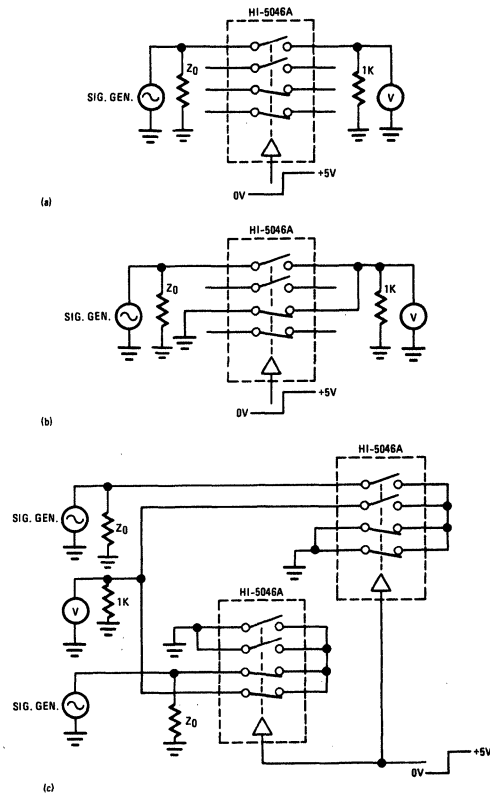 HI-5046A
Z0
SIG. GEN.
1K
V
+5V
0V
(a)
HI-5046A
Z0
SIG. GEN.
1K
V
+5V
0V
(b)
HI-5046A
SIG. GEN.
Z0
V
1K
HI-5046A
SIG. GEN.
Z0
+5V
0V
(c)